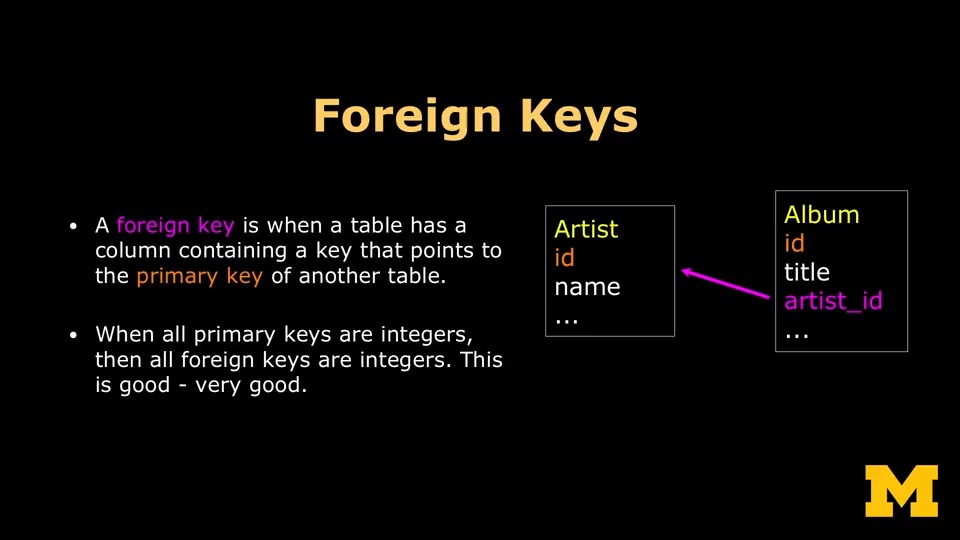 Foreign Keys
• A foreign key is when a table has a
column containing a key that points to
the primary key of another table.
• When all primary keys are integers,
then all foreign keys are integers. This
is good - very good.
Artist
id
name
...
Album
id
title
artist_id
...
M